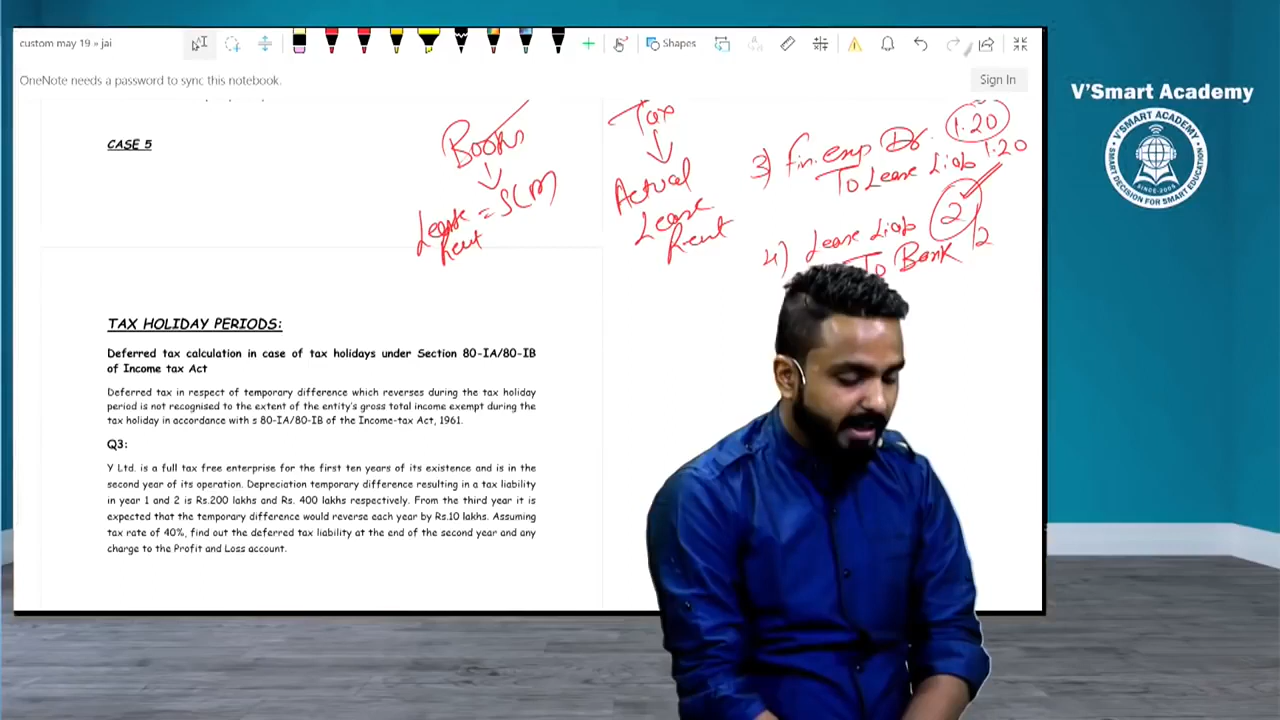 custom may 19 » jai
Shapes
OneNote needs a password to sync this notebook.
Sign In
CASE 5
Books
Lease = SLM
Rent
Tax
Actual
Lease
Rent
3) Fin. exp Dr. 1.20
To Lease Liab 1.20
4) Lease Liab 2
To Bank 2
TAX HOLIDAY PERIODS:
Deferred tax calculation in case of tax holidays under Section 80-IA/80-IB
of Income tax Act
Deferred tax in respect of temporary difference which reverses during the tax holiday
period is not recognised to the extent of the entity's gross total income exempt during the
tax holiday in accordance with s 80-IA/80-IB of the Income-tax Act, 1961.
Q3:
Y Ltd. is a full tax free enterprise for the first ten years of its existence and is in the
second year of its operation. Depreciation temporary difference resulting in a tax liability
in year 1 and 2 is Rs.200 lakhs and Rs. 400 lakhs respectively. From the third year it is
expected that the temporary difference would reverse each year by Rs.10 lakhs. Assuming
tax rate of 40%, find out the deferred tax liability at the end of the second year and any
charge to the Profit and Loss account.
V'Smart Academy
V'SMART ACADEMY
SINCE-2005
SMART DECISION FOR SMART EDUCATION